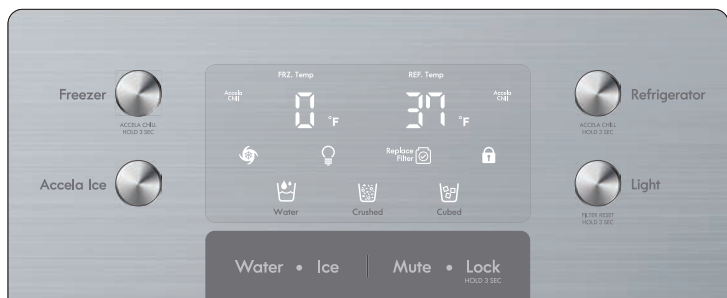 FRZ. Temp
REF. Temp
Freezer
Accela
Chill
0 °F
37 °F
Accela
Chill
Refrigerator
ACCELA CHILL
HOLD 3 SEC
ACCELA CHILL
HOLD 3 SEC
Replace
Filter
Accela Ice
Light
Water
Crushed
Cubed
FILTER RESET
HOLD 3 SEC
Water • Ice | Mute • Lock
HOLD 3 SEC